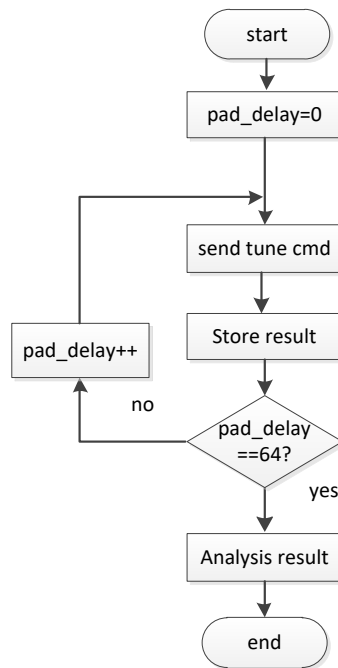 start
pad_delay=0
send tune cmd
Store result
pad_delay++
no
pad_delay
==64?
yes
Analysis result
end